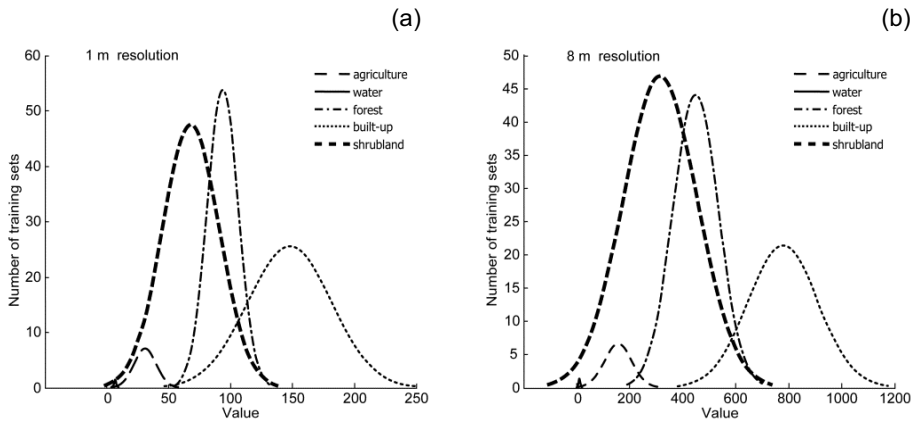 (a)
1 m resolution
Number of training sets
60
50
40
30
20
10
0
0
50
100
150
200
250
Value
agriculture
water
forest
built-up
shrubland
(b)
8 m resolution
Number of training sets
50
45
40
35
30
25
20
15
10
5
0
0
200
400
600
800
1000
1200
Value
agriculture
water
forest
built-up
shrubland